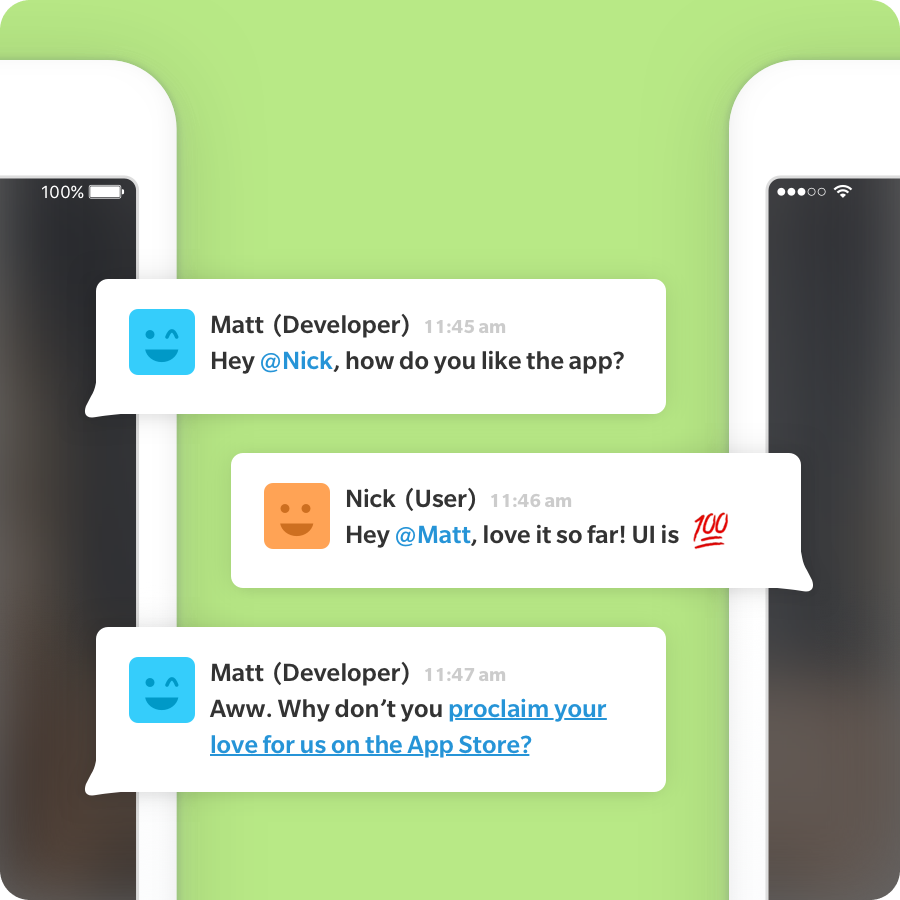 100%
Matt (Developer) 11:45 am
Hey @Nick, how do you like the app?
Nick (User) 11:46 am
Hey @Matt, love it so far! UI is 💯
Matt (Developer) 11:47 am
Aww. Why don’t you proclaim your
love for us on the App Store?